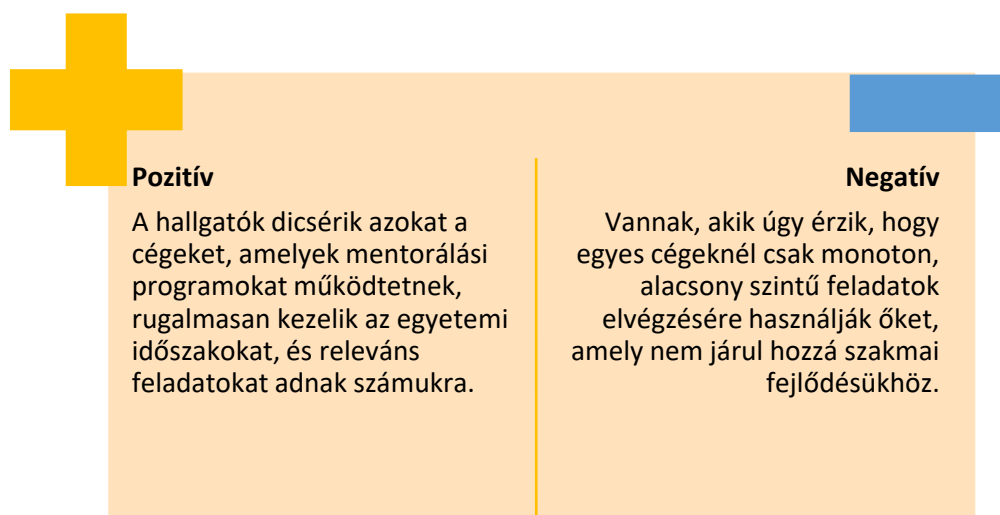 Pozitív
A hallgatók dicsérik azokat a
cégeket, amelyek mentorálási
programokat működtetnek,
rugalmasan kezelik az egyetemi
időszakokat, és releváns
feladatokat adnak számukra.
Negatív
Vannak, akik úgy érzik, hogy
egyes cégeknél csak monoton,
alacsony szintű feladatok
elvégzésére használják őket,
amely nem járul hozzá szakmai
fejlődésükhöz.